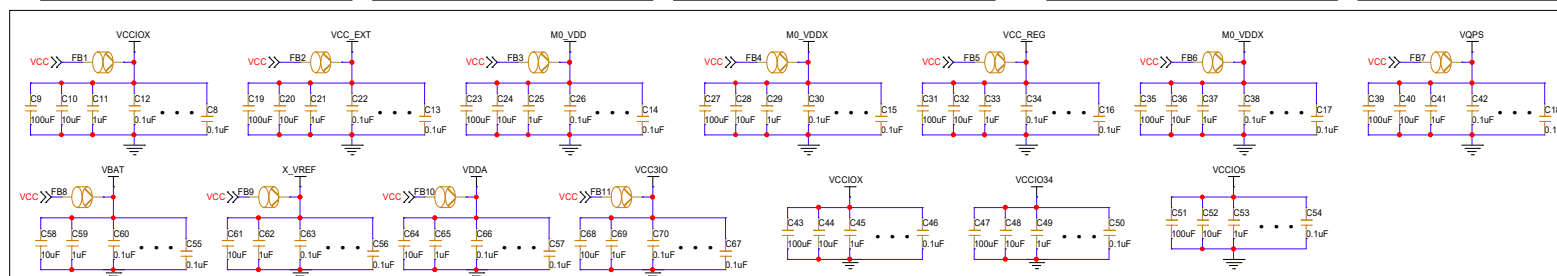 VCCIOX
VCC FB1
C9 C10 C11 C12 C8
100uF 10uF 1uF 0.1uF 0.1uF
VCC_EXT
VCC FB2
C19 C20 C21 C22 C13
100uF 10uF 1uF 0.1uF 0.1uF
M0_VDD
VCC FB3
C23 C24 C25 C26 C14
100uF 10uF 1uF 0.1uF 0.1uF
M0_VDDX
VCC FB4
C27 C28 C29 C30 C15
100uF 10uF 1uF 0.1uF 0.1uF
VCC_REG
VCC FB5
C31 C32 C33 C34 C16
100uF 10uF 1uF 0.1uF 0.1uF
M0_VDDX
VCC FB6
C35 C36 C37 C38 C17
100uF 10uF 1uF 0.1uF 0.1uF
VQPS
VCC FB7
C39 C40 C41 C42 C18
100uF 10uF 1uF 0.1uF 0.1
VBAT
VCC FB8
C58 C59 C60 C55
10uF 1uF 0.1uF 0.1uF
X_VREF
VCC FB9
C61 C62 C63 C56
10uF 1uF 0.1uF 0.1uF
VDDA
VCC FB10
C64 C65 C66 C57
10uF 1uF 0.1uF 0.1uF
VCC3IO
VCC FB11
C68 C69 C70 C67
10uF 1uF 0.1uF 0.1uF
VCCIOX
C43 C44 C45 C46
100uF 10uF 1uF 0.1uF
VCCIO34
C47 C48 C49 C50
100uF 10uF 1uF 0.1uF
VCCIO5
C51 C52 C53 C54
100uF 10uF 1uF 0.1uF